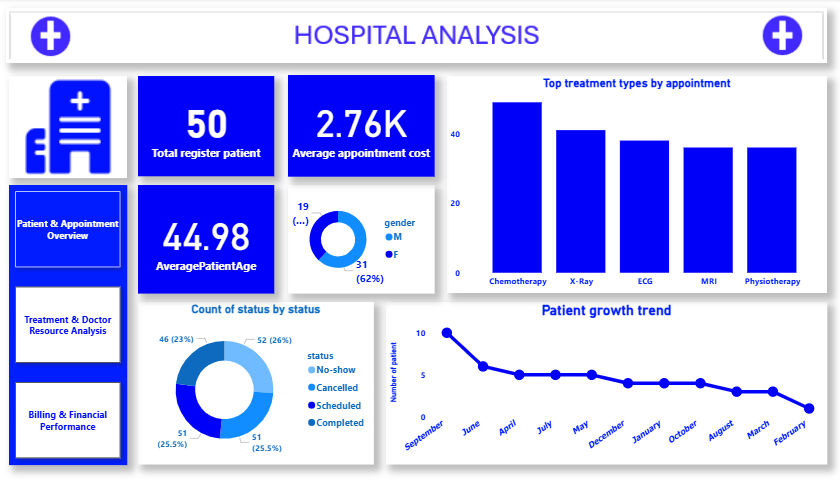 HOSPITAL ANALYSIS
50
Total register patient
2.76K
Average appointment cost
Top treatment types by appointment
40
20
0
Chemotherapy
X-Ray
ECG
MRI
Physiotherapy
Patient & Appointment
Overview
Treatment & Doctor
Resource Analysis
Billing & Financial
Performance
44.98
AveragePatientAge
19
(...)
31
(62%)
gender
M
F
Count of status by status
46 (23%)
52 (26%)
51
(25.5%)
51
(25.5%)
status
No-show
Cancelled
Scheduled
Completed
Patient growth trend
Number of patient
10
5
0
September
June
April
July
May
December
January
October
August
March
February